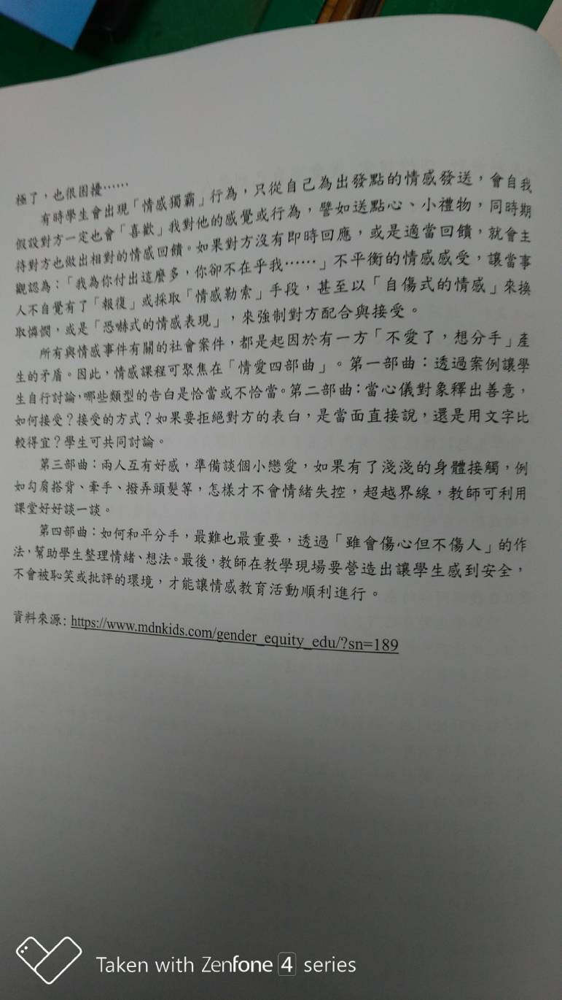 極了，也很困擾……
有時學生會出現「情感獨霸」行為，只從自己為出發點的情感發送，會自我
假設對方一定也會「喜歡」我對他的感覺或行為，譬如送點心、小禮物，同時期
待對方也做出相對的情感回饋。如果對方沒有即時回應，或是適當回饋，就會主
觀認為：「我為你付出這麼多，你卻不在乎我……」不平衡的情感感受，讓當事
人不自覺有了「報復」或採取「情感勒索」手段，甚至以「自傷式的情感」來換
取憐憫，或是「恐嚇式的情感表現」，來強制對方配合與接受。
所有與情感事件有關的社會案件，都是起因於有一方「不愛了，想分手」產
生的矛盾。因此，情感課程可聚焦在「情愛四部曲」。第一部曲：透過案例讓學
生自行討論，哪些類型的告白是恰當或不恰當。第二部曲：當心儀對象釋出善意，
如何接受？接受的方式？如果要拒絕對方的表白，是當面直接說，還是用文字比
較得宜？學生可共同討論。
第三部曲：兩人互有好感，準備談個小戀愛，如果有了淺淺的身體接觸，例
如勾肩搭背、牽手、撥弄頭髮等，怎樣才不會情緒失控，超越界線，教師可利用
課堂好好談一談。
第四部曲：如何和平分手，最難也最重要，透過「雖會傷心但不傷人」的作
法，幫助學生整理情緒、想法。最後，教師在教學現場要營造出讓學生感到安全，
不會被恥笑或批評的環境，才能讓情感教育活動順利進行。
資料來源：https://www.mdnkids.com/gender_equity_edu/?sn=189
Taken with Zenfone 4 series